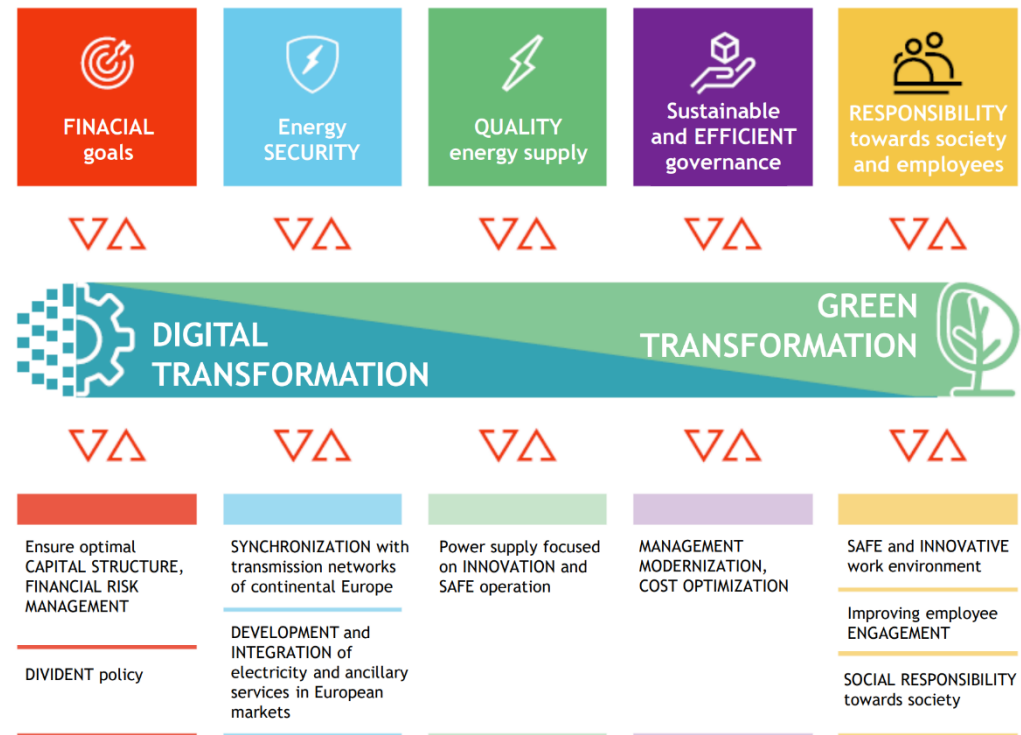 FINACIAL
goals
Energy
SECURITY
QUALITY
energy supply
Sustainable
and EFFICIENT
governance
RESPONSIBILITY
towards society
and employees
DIGITAL
TRANSFORMATION
GREEN
TRANSFORMATION
Ensure optimal
CAPITAL STRUCTURE,
FINANCIAL RISK
MANAGEMENT
DIVIDENT policy
SYNCHRONIZATION with
transmission networks
of continental Europe
DEVELOPMENT and
INTEGRATION of
electricity and ancillary
services in European
markets
Power supply focused
on INNOVATION and
SAFE operation
MANAGEMENT
MODERNIZATION,
COST OPTIMIZATION
SAFE and INNOVATIVE
work environment
Improving employee
ENGAGEMENT
SOCIAL RESPONSIBILITY
towards society